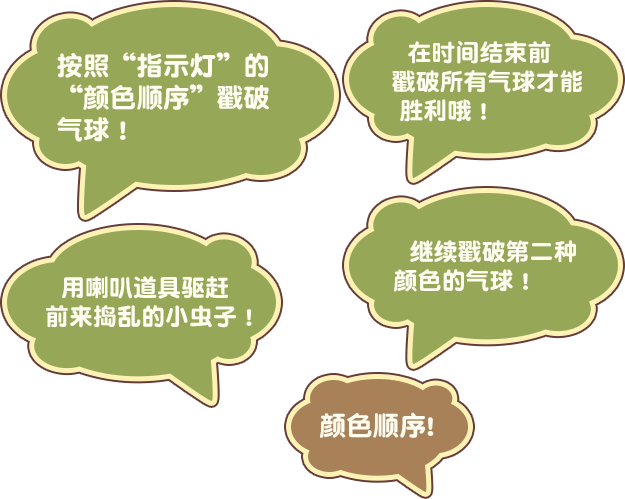 按照“指示灯”的
“颜色顺序”戳破
气球！
在时间结束前
戳破所有气球才能
胜利哦！
用喇叭道具驱赶
前来捣乱的小虫子！
继续戳破第二种
颜色的气球！
颜色顺序!